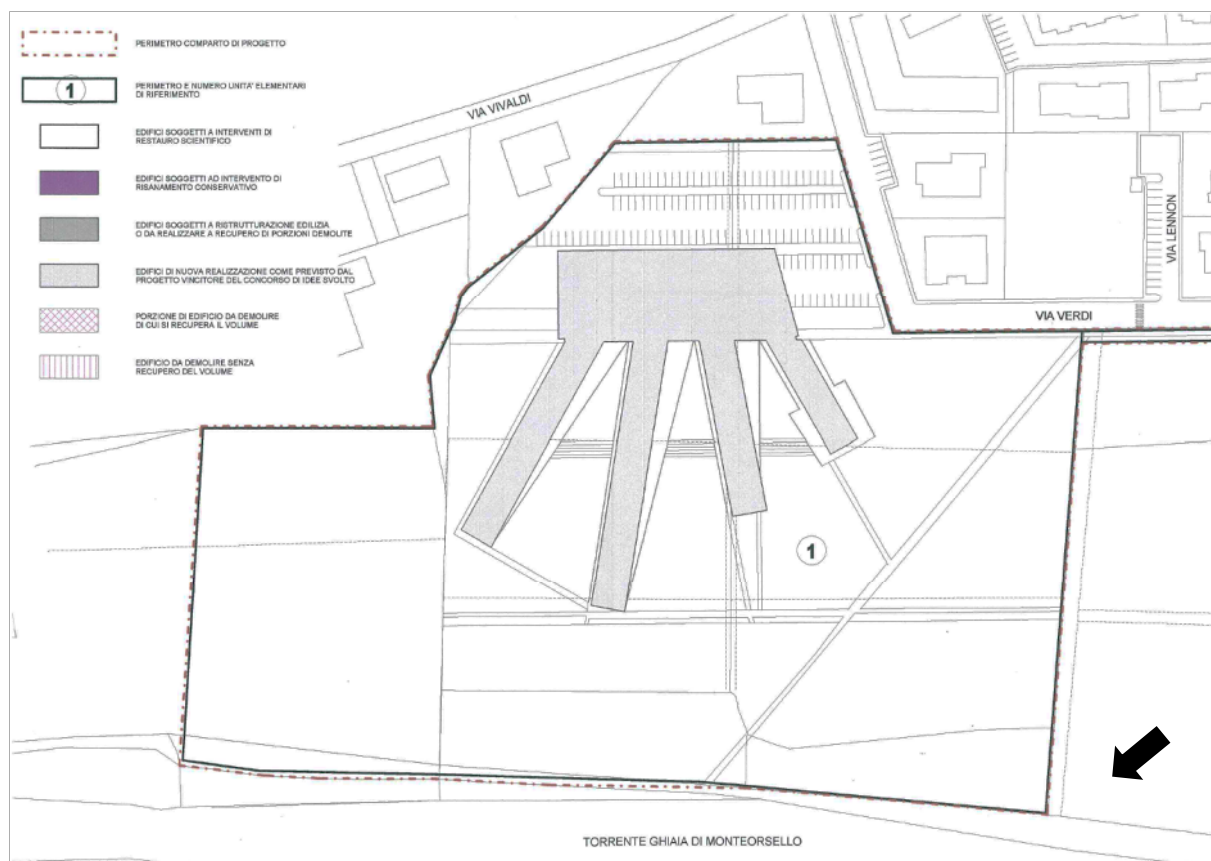 PERIMETRO COMPARTO DI PROGETTO
1
PERIMETRO E NUMERO UNITA' ELEMENTARI
DI RIFERIMENTO
EDIFICI SOGGETTI A INTERVENTI DI
RESTAURO SCIENTIFICO
EDIFICI SOGGETTI AD INTERVENTO DI
RISANAMENTO CONSERVATIVO
EDIFICI SOGGETTI A RISTRUTTURAZIONE EDILIZIA
O DA REALIZZARE A RECUPERO DI PORZIONI DEMOLITE
EDIFICI DI NUOVA REALIZZAZIONE COME PREVISTO DAL
PROGETTO VINCITORE DEL CONCORSO DI IDEE SVOLTO
PORZIONE DI EDIFICIO DA DEMOLIRE
DI CUI SI RECUPERA IL VOLUME
EDIFICIO DA DEMOLIRE SENZA
RECUPERO DEL VOLUME
VIA VIVALDI
VIA LENNON
VIA VERDI
1
TORRENTE GHIAIA DI MONTEORSELLO